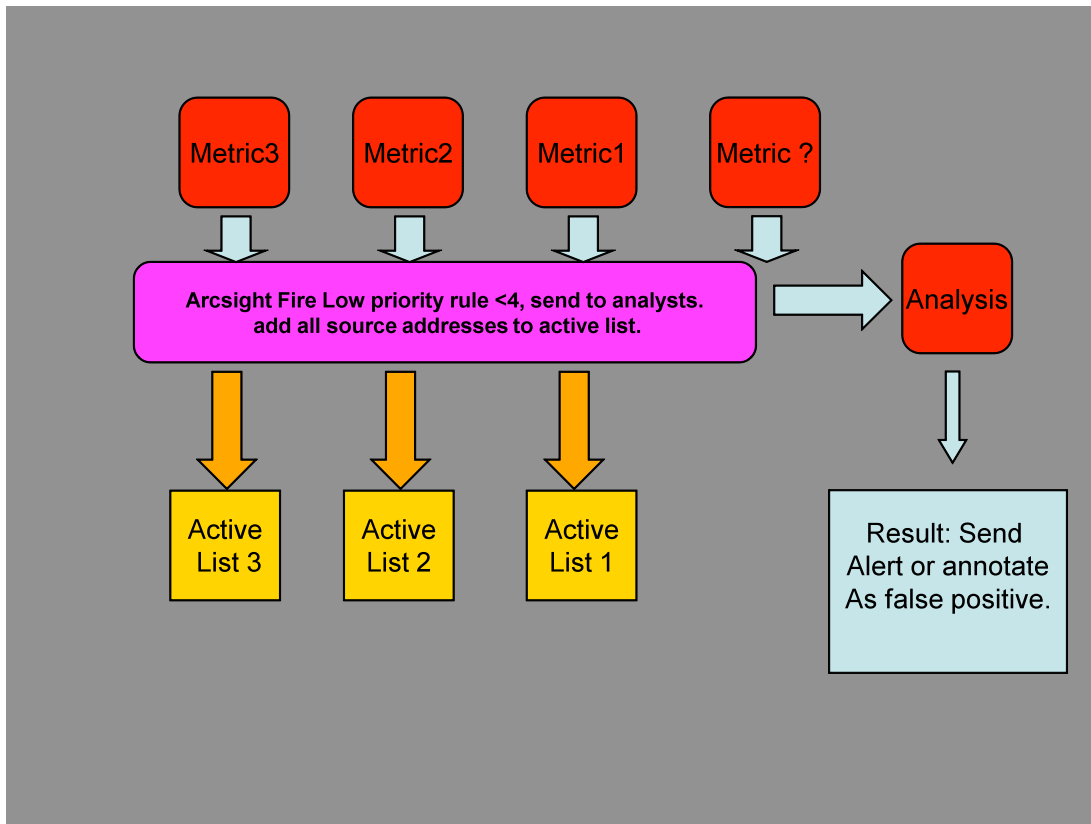 Metric3
Metric2
Metric1
Metric ?
Arcsight Fire Low priority rule <4, send to analysts.
add all source addresses to active list.
Analysis
Active
List 3
Active
List 2
Active
List 1
Result: Send
Alert or annotate
As false positive.